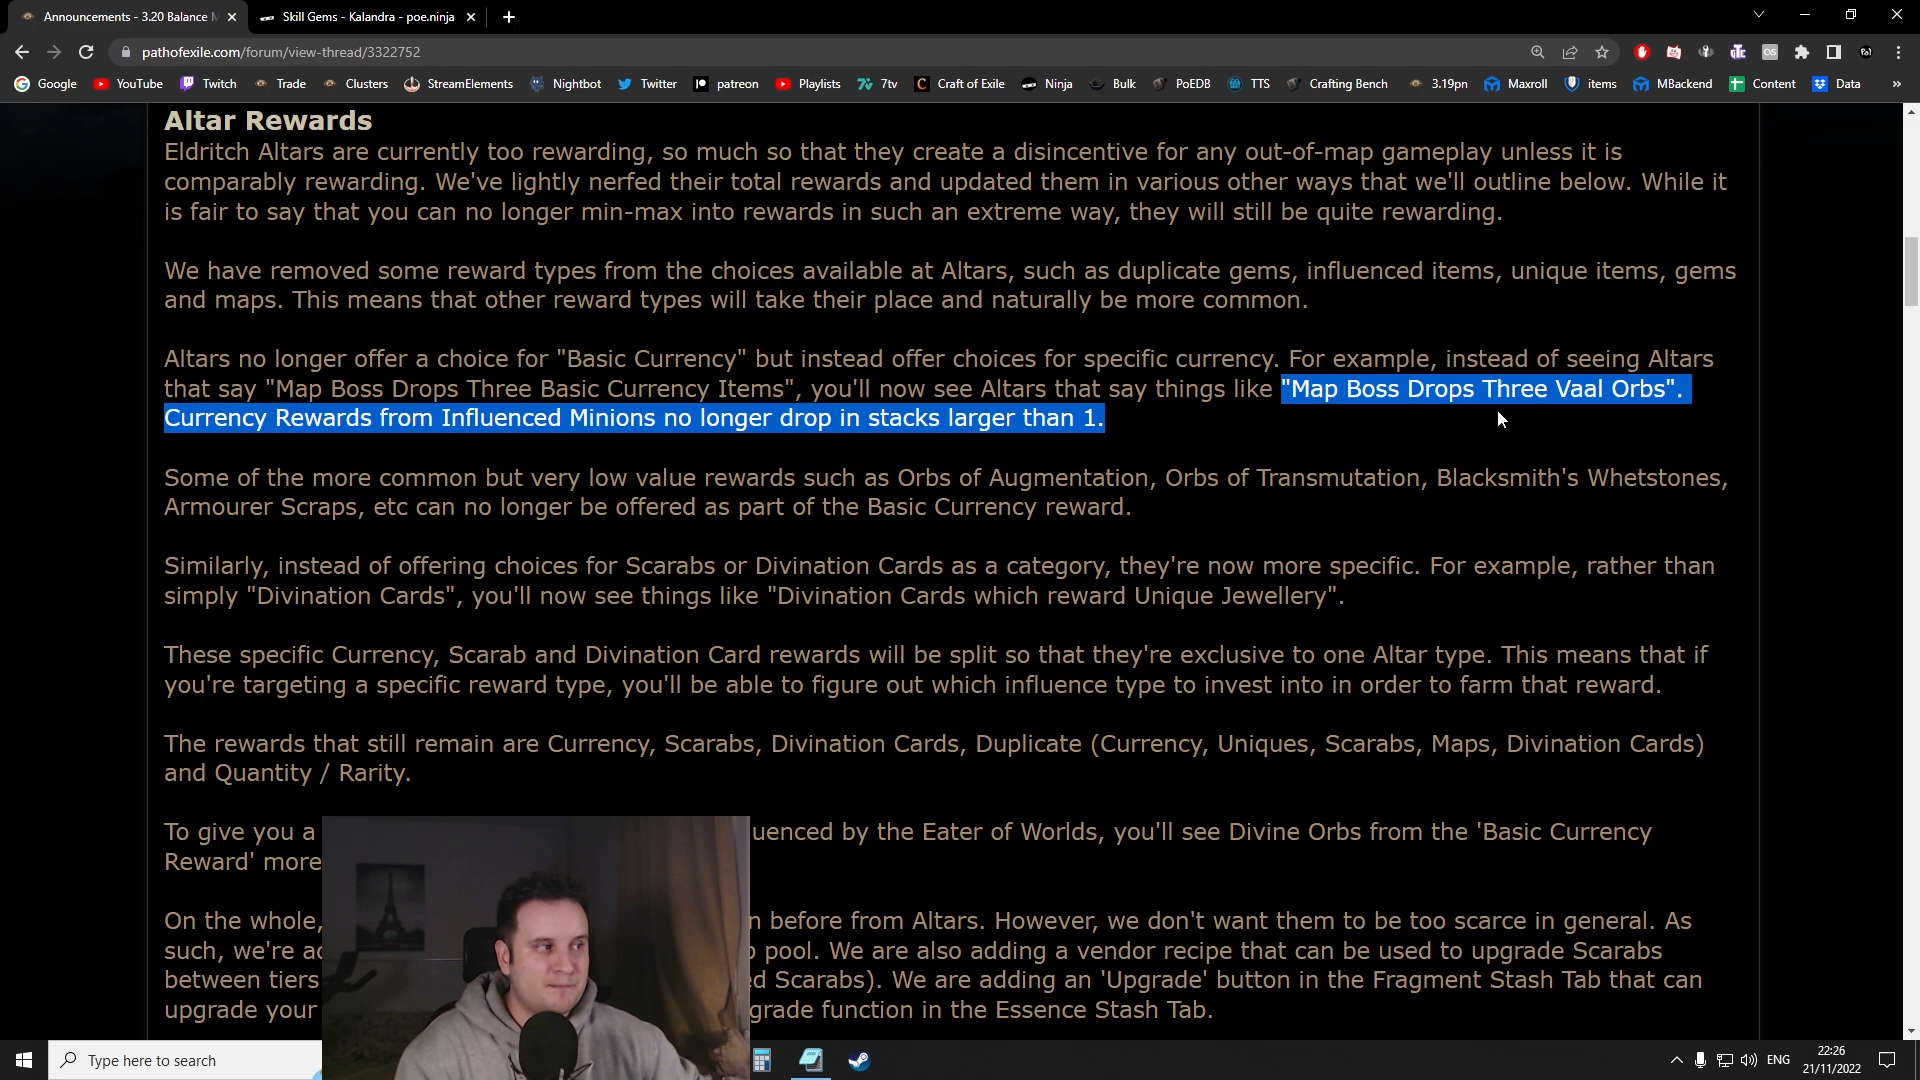 Announcements - 3.20 Balance
Skill Gems - Kalandra - poe.ninja
pathofexile.com/forum/view-thread/3322752
Google YouTube Twitch Trade Clusters StreamElements Nightbot Twitter patreon Playlists 7tv Craft of Exile Ninja Bulk PoEDB TTS Crafting Bench 3.19pn Maxroll items MBackend Content Data »
Altar Rewards
Eldritch Altars are currently too rewarding, so much so that they create a disincentive for any out-of-map gameplay unless it is
comparably rewarding. We've lightly nerfed their total rewards and updated them in various other ways that we'll outline below. While it
is fair to say that you can no longer min-max into rewards in such an extreme way, they will still be quite rewarding.
We have removed some reward types from the choices available at Altars, such as duplicate gems, influenced items, unique items, gems
and maps. This means that other reward types will take their place and naturally be more common.
Altars no longer offer a choice for "Basic Currency" but instead offer choices for specific currency. For example, instead of seeing Altars
that say "Map Boss Drops Three Basic Currency Items", you'll now see Altars that say things like "Map Boss Drops Three Vaal Orbs".
Currency Rewards from Influenced Minions no longer drop in stacks larger than 1.
Some of the more common but very low value rewards such as Orbs of Augmentation, Orbs of Transmutation, Blacksmith's Whetstones,
Armourer Scraps, etc can no longer be offered as part of the Basic Currency reward.
Similarly, instead of offering choices for Scarabs or Divination Cards as a category, they're now more specific. For example, rather than
simply "Divination Cards", you'll now see things like "Divination Cards which reward Unique Jewellery".
These specific Currency, Scarab and Divination Card rewards will be split so that they're exclusive to one Altar type. This means that if
you're targeting a specific reward type, you'll be able to figure out which influence type to invest into in order to farm that reward.
The rewards that still remain are Currency, Scarabs, Divination Cards, Duplicate (Currency, Uniques, Scarabs, Maps, Divination Cards)
and Quantity / Rarity.
To give you a uenced by the Eater of Worlds, you'll see Divine Orbs from the 'Basic Currency
Reward' more
On the whole, before from Altars. However, we don't want them to be too scarce in general. As
such, we're pool. We are also adding a vendor recipe that can be used to upgrade Scarabs
between tiers Scarabs). We are adding an 'Upgrade' button in the Fragment Stash Tab that can
upgrade your grade function in the Essence Stash Tab.
Type here to search
ENG
22:26
21/11/2022